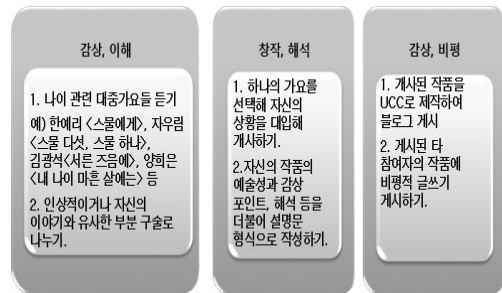 감상, 이해
1. 나이 관련 대중가요들 듣기
예) 한예리 <스물에게>, 자우림
<스물 다섯, 스물 하나>,
김광석<서른 즈음에>, 양희은
<내 나이 마흔 살에는> 등
2. 인상적이거나 자신의
이야기와 유사한 부분 구술로
나누기.
창작, 해석
1. 하나의 가요를
선택해 자신의
상황을 대입해
개사하기.
2.자신의 작품의
예술성과 감상
포인트, 해석 등을
더불어 설명문
형식으로 작성하기.
감상, 비평
1. 개사된 작품을
UCC로 제작하여
블로그 게시
2. 게시된 타
참여자의 작품에
비평적 글쓰기
게시하기.